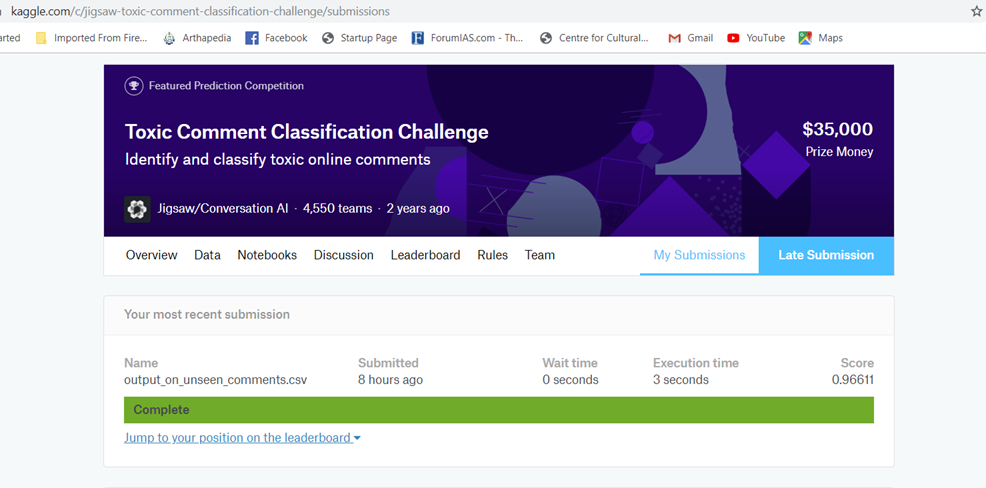 kaggle.com/c/jigsaw-toxic-comment-classification-challenge/submissions
arted Imported From Fire... Arthapedia Facebook Startup Page ForumIAS.com - Th... Centre for Cultural... Gmail YouTube Maps
Featured Prediction Competition
Toxic Comment Classification Challenge
$35,000
Identify and classify toxic online comments
Prize Money
Jigsaw/Conversation AI · 4,550 teams · 2 years ago
Overview Data Notebooks Discussion Leaderboard Rules Team My Submissions Late Submission
Your most recent submission
Name Submitted Wait time Execution time Score
output_on_unseen_comments.csv 8 hours ago 0 seconds 3 seconds 0.96611
Complete
Jump to your position on the leaderboard